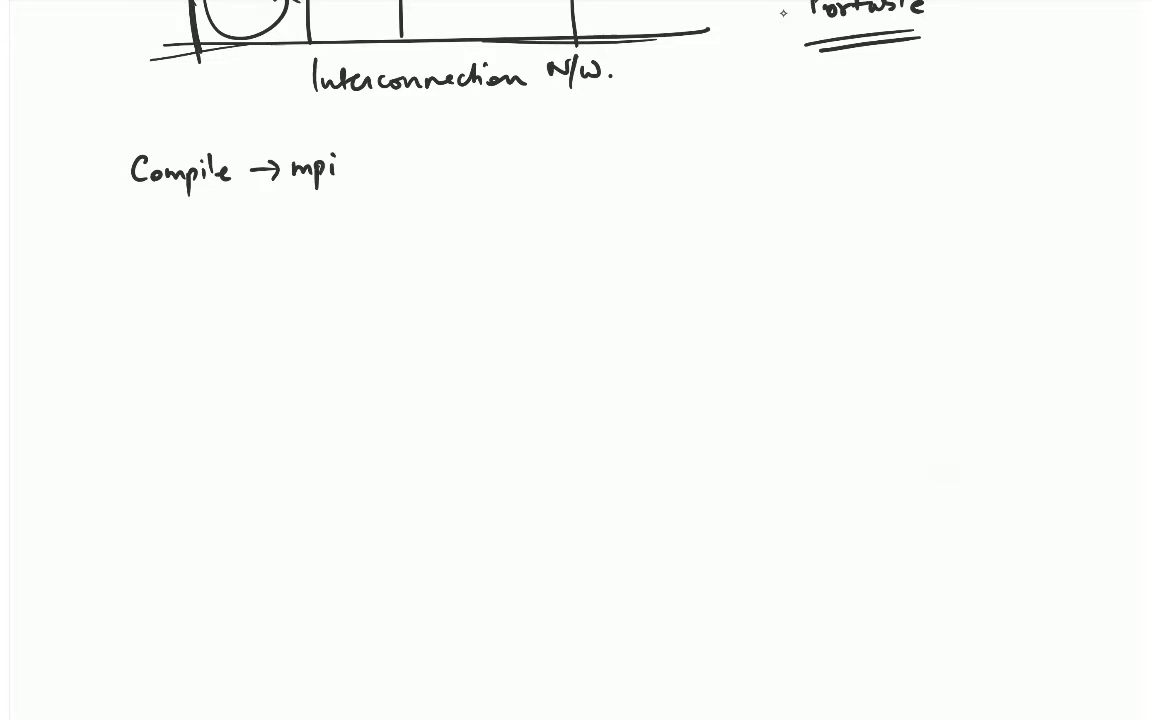 Portable
Interconnection N/W.
Compile → mpi